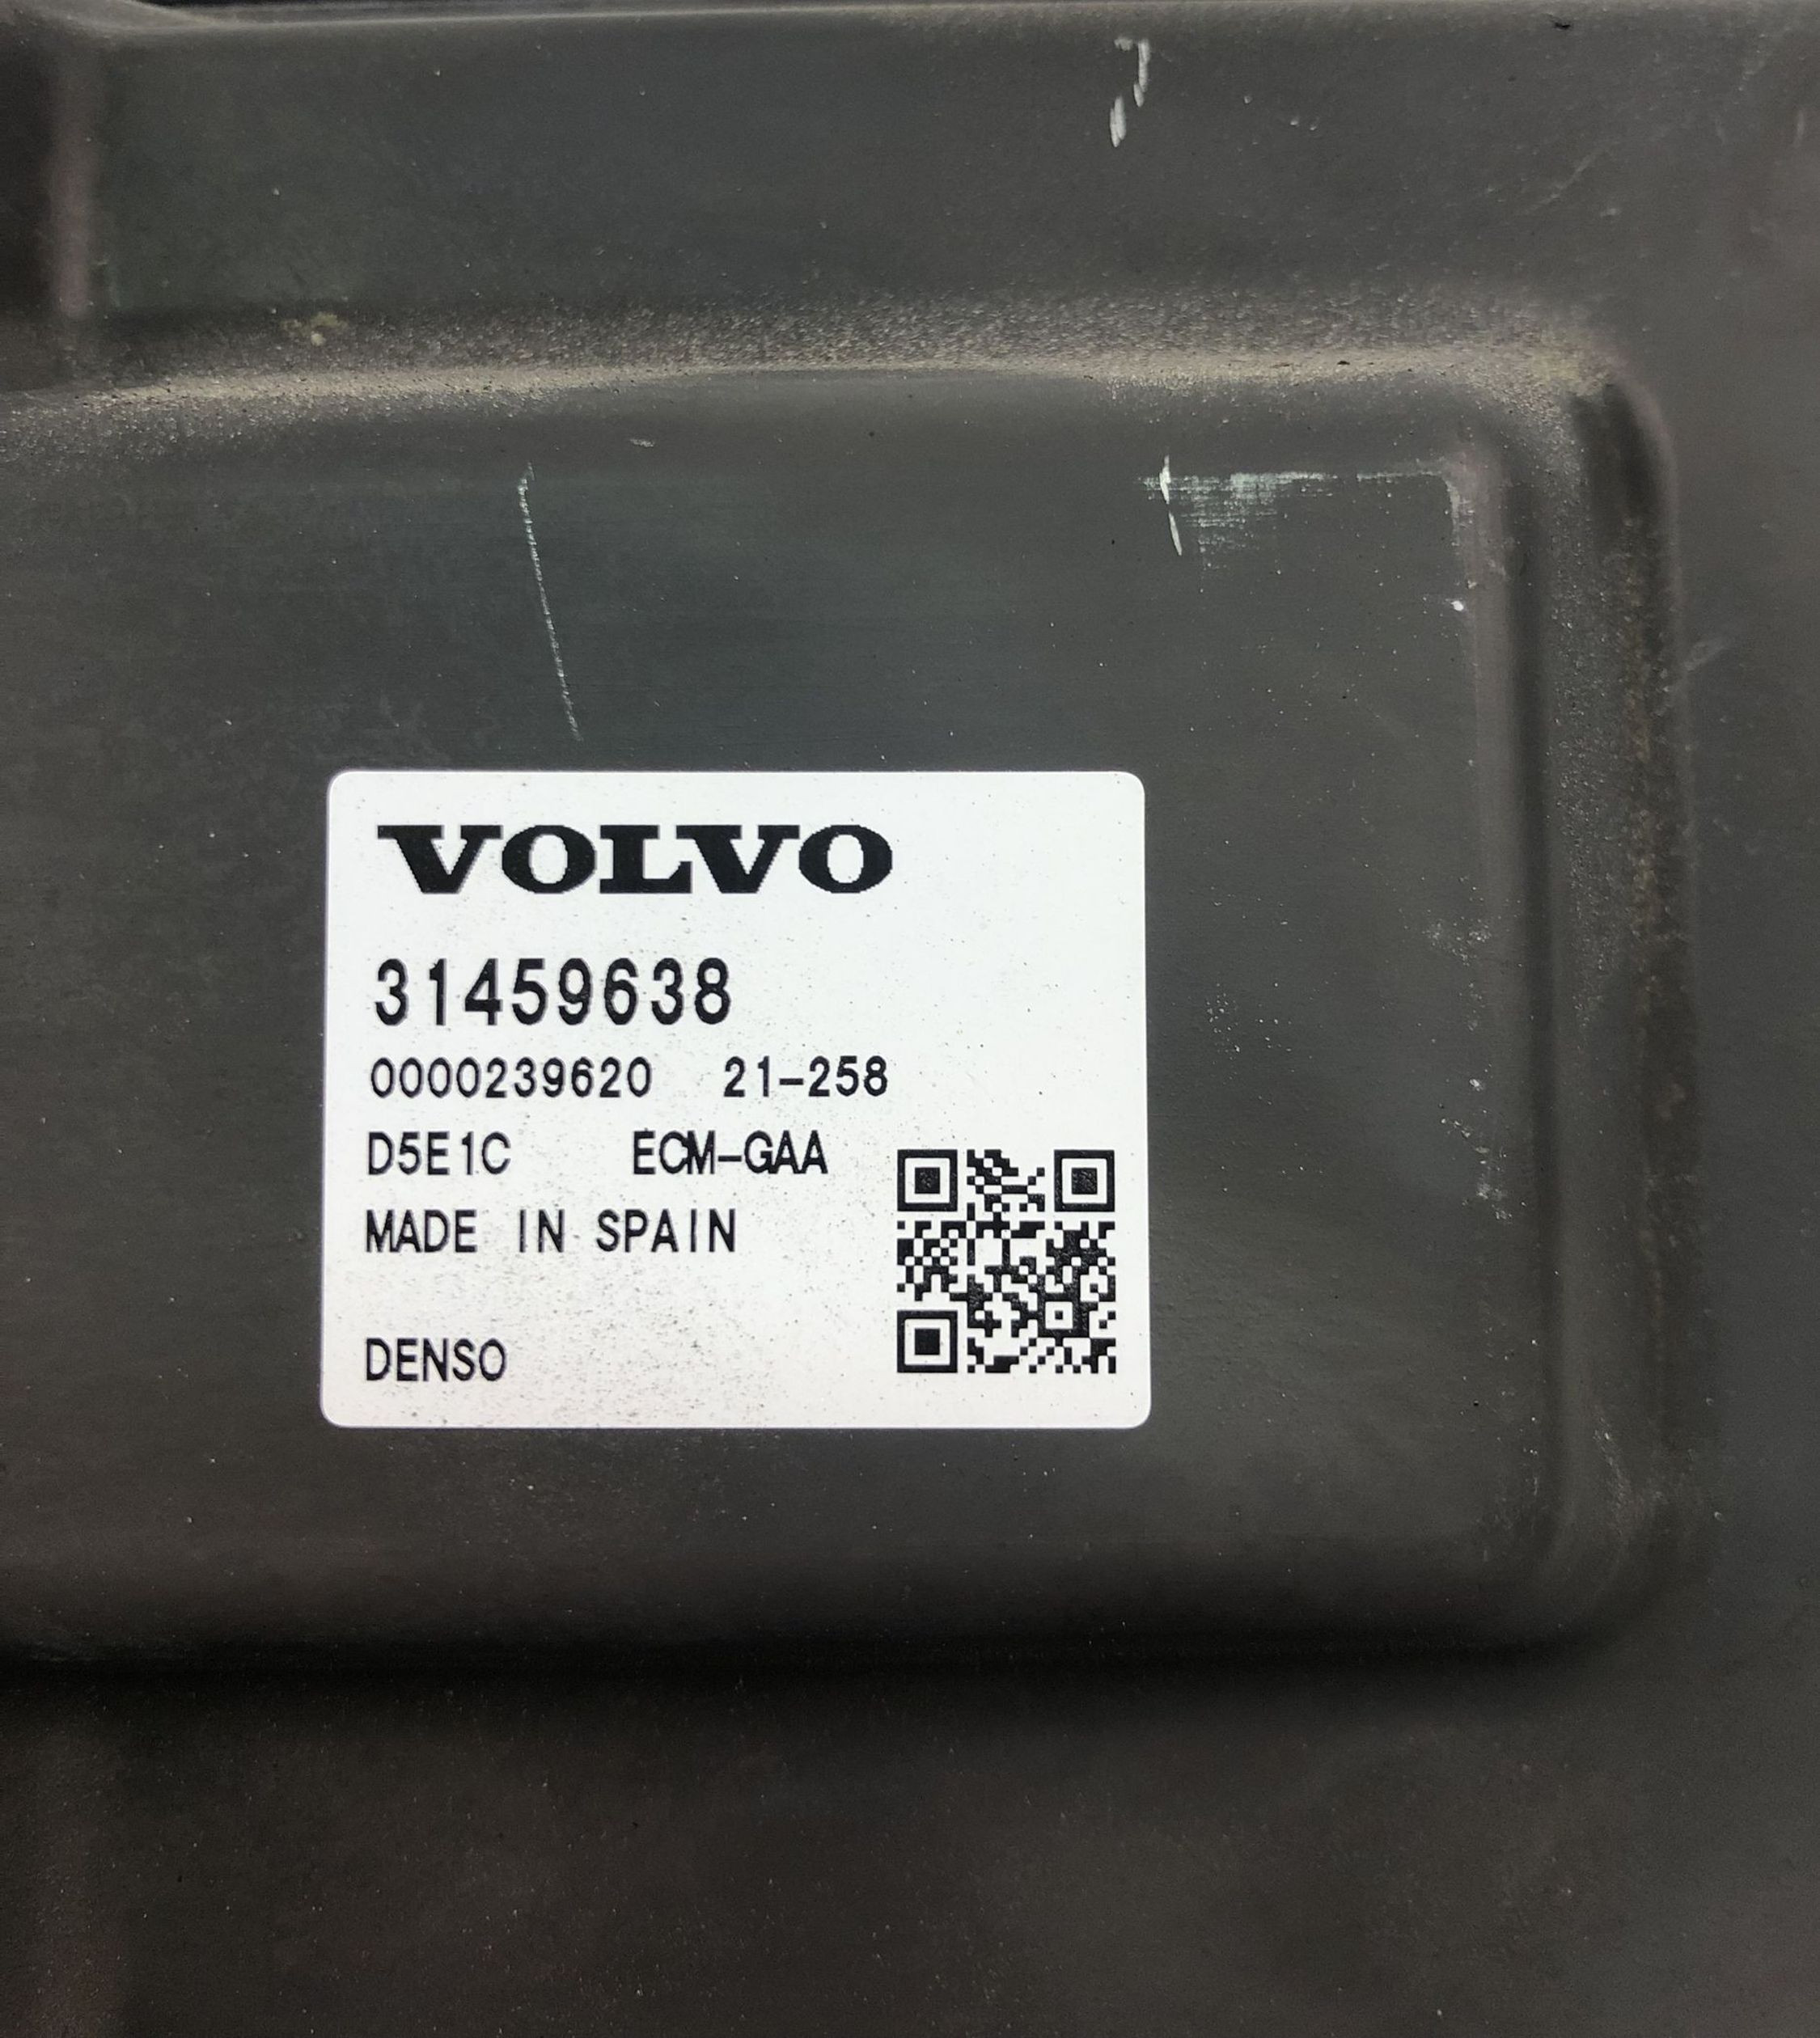 VOLVO
31459638
0000239620 21-258
D5E1C ECM-GAA
MADE IN SPAIN
DENSO